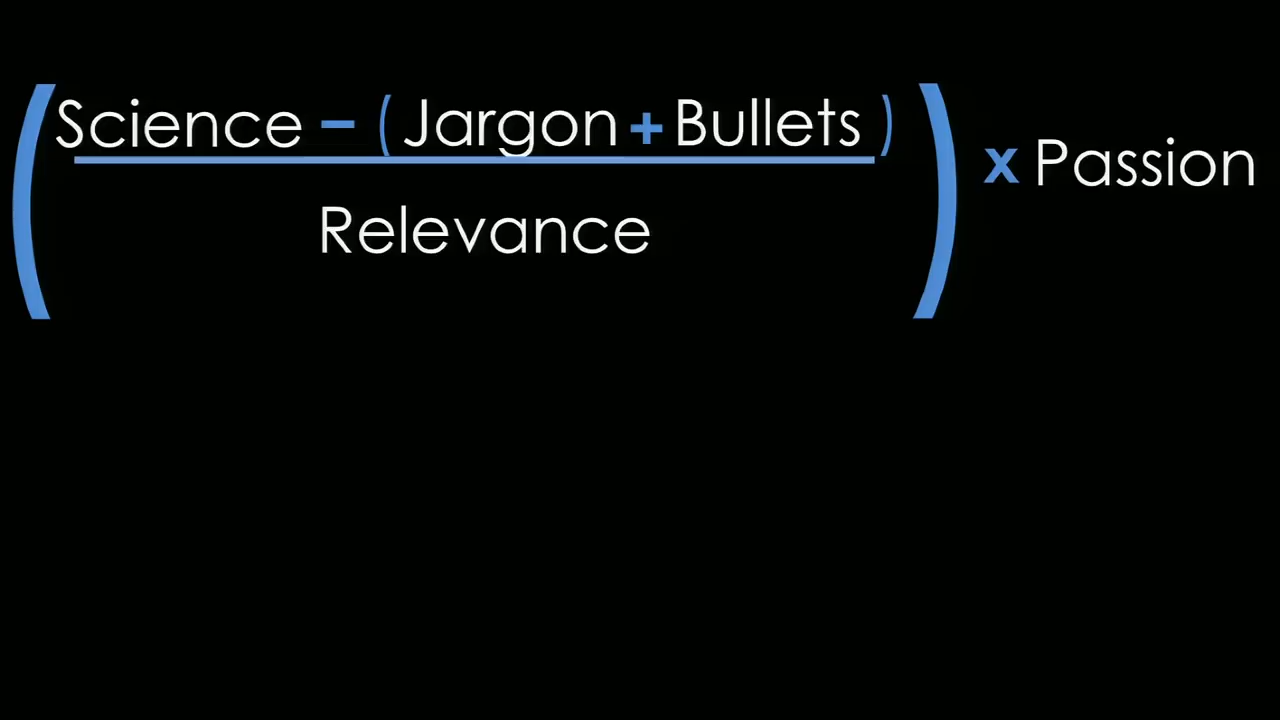 Science – ( Jargon + Bullets )
x Passion
Relevance